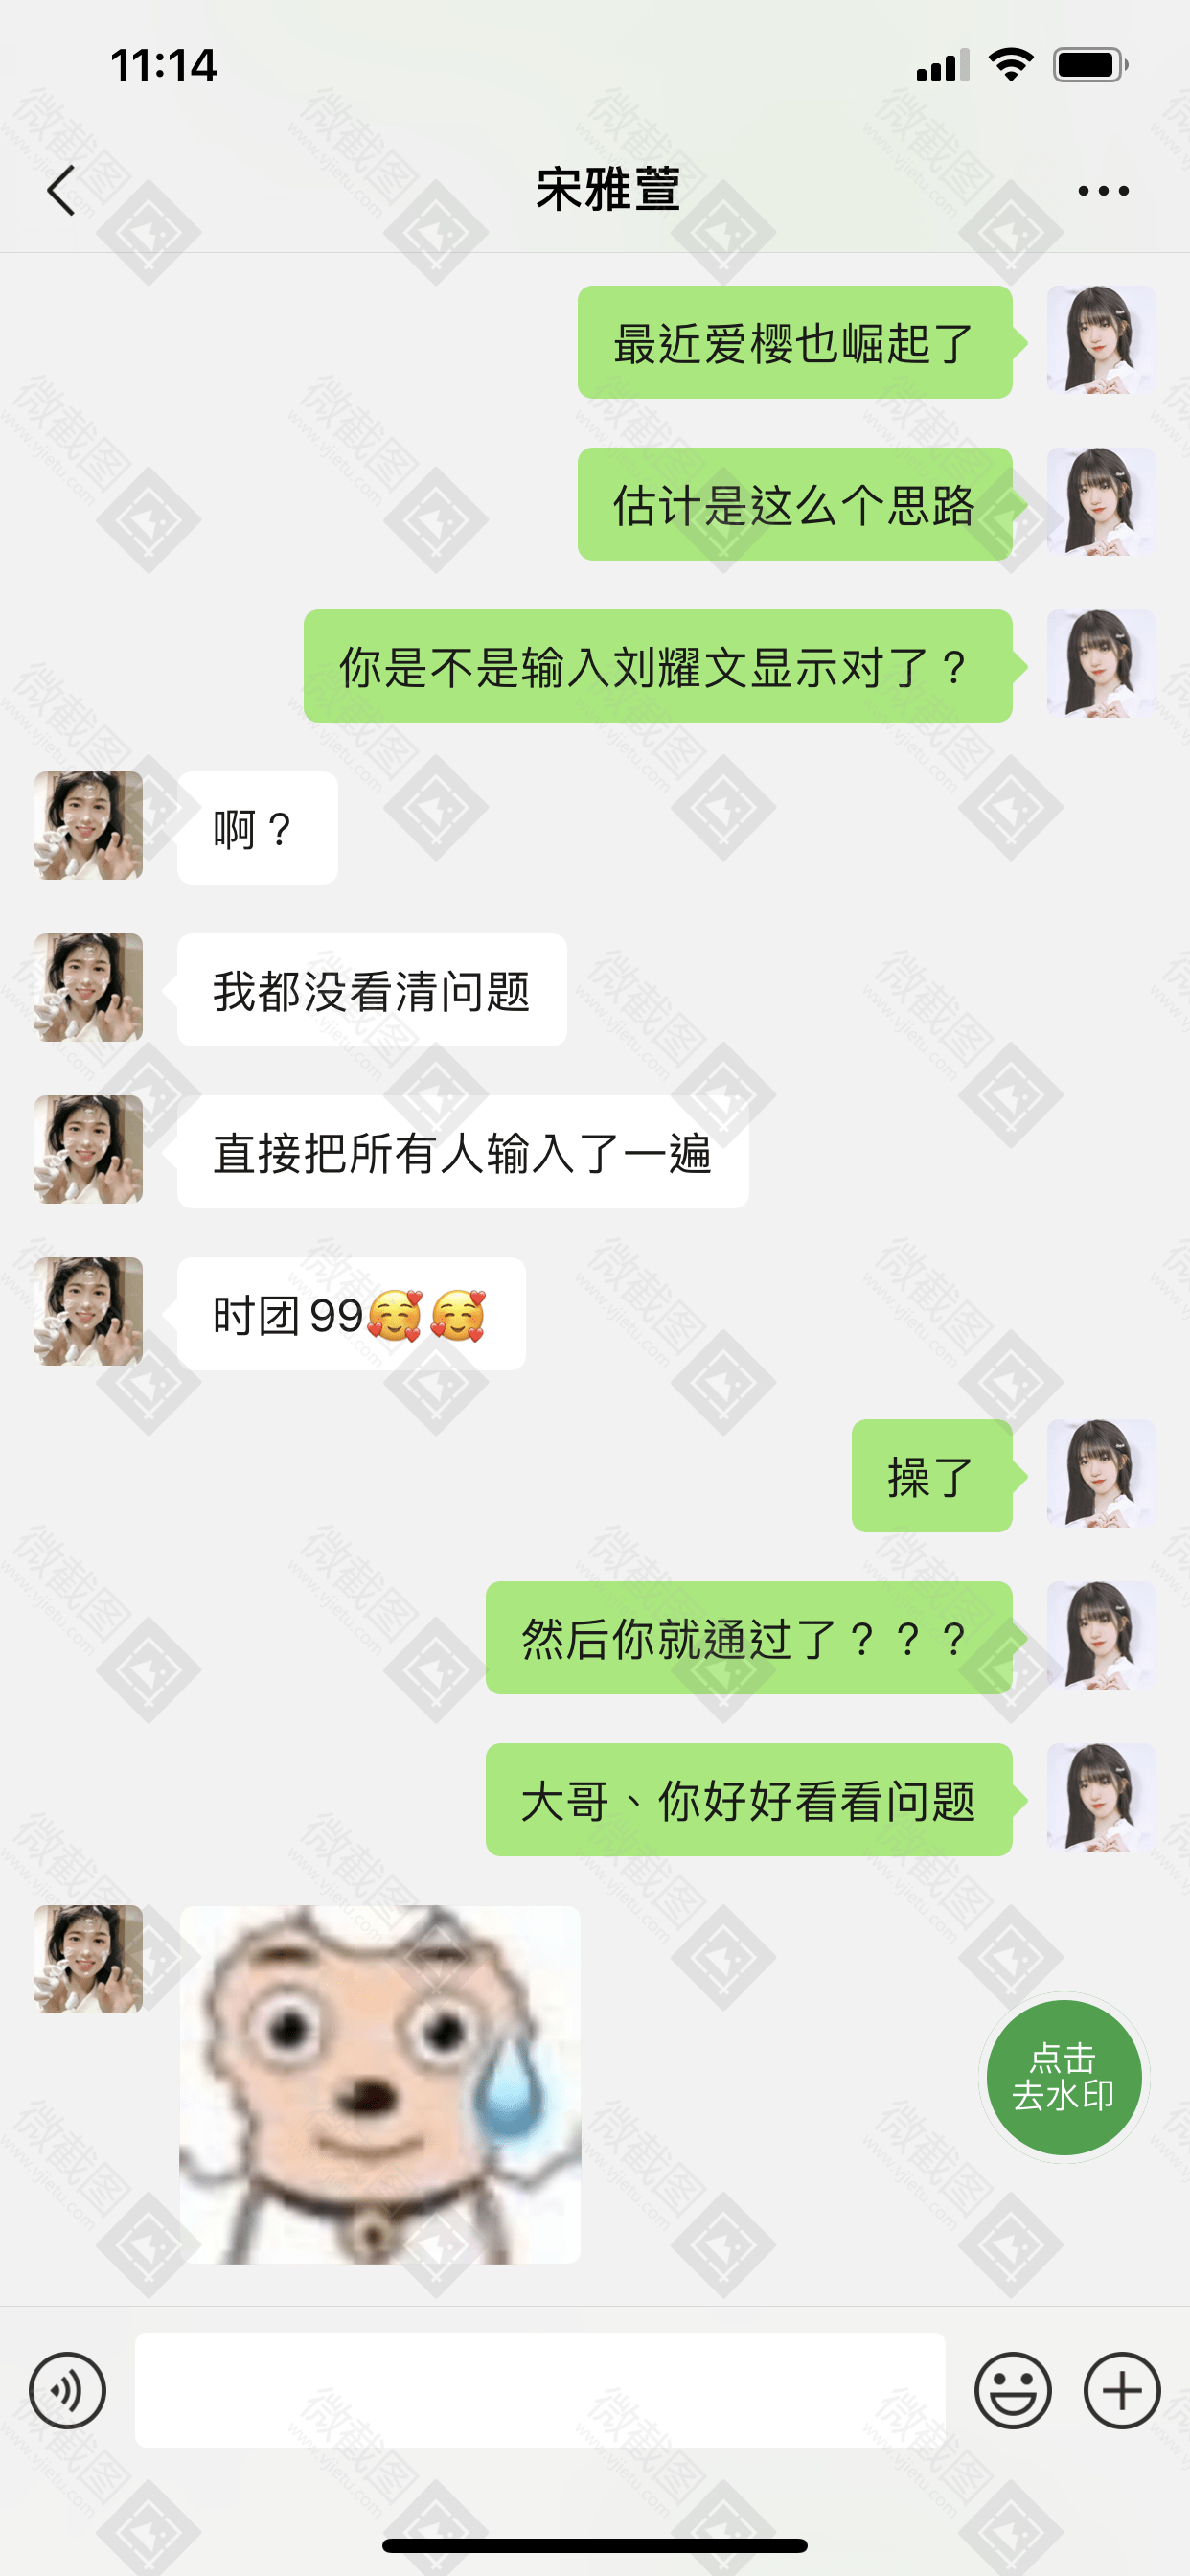 11:14
宋雅萱
最近爱樱也崛起了
估计是这么个思路
你是不是输入刘耀文显示对了？
啊？
我都没看清问题
直接把所有人输入了一遍
时团99🥰🥰
操了
然后你就通过了？？？
大哥、你好好看看问题
点击
去水印
微截图
www.vjietu.com